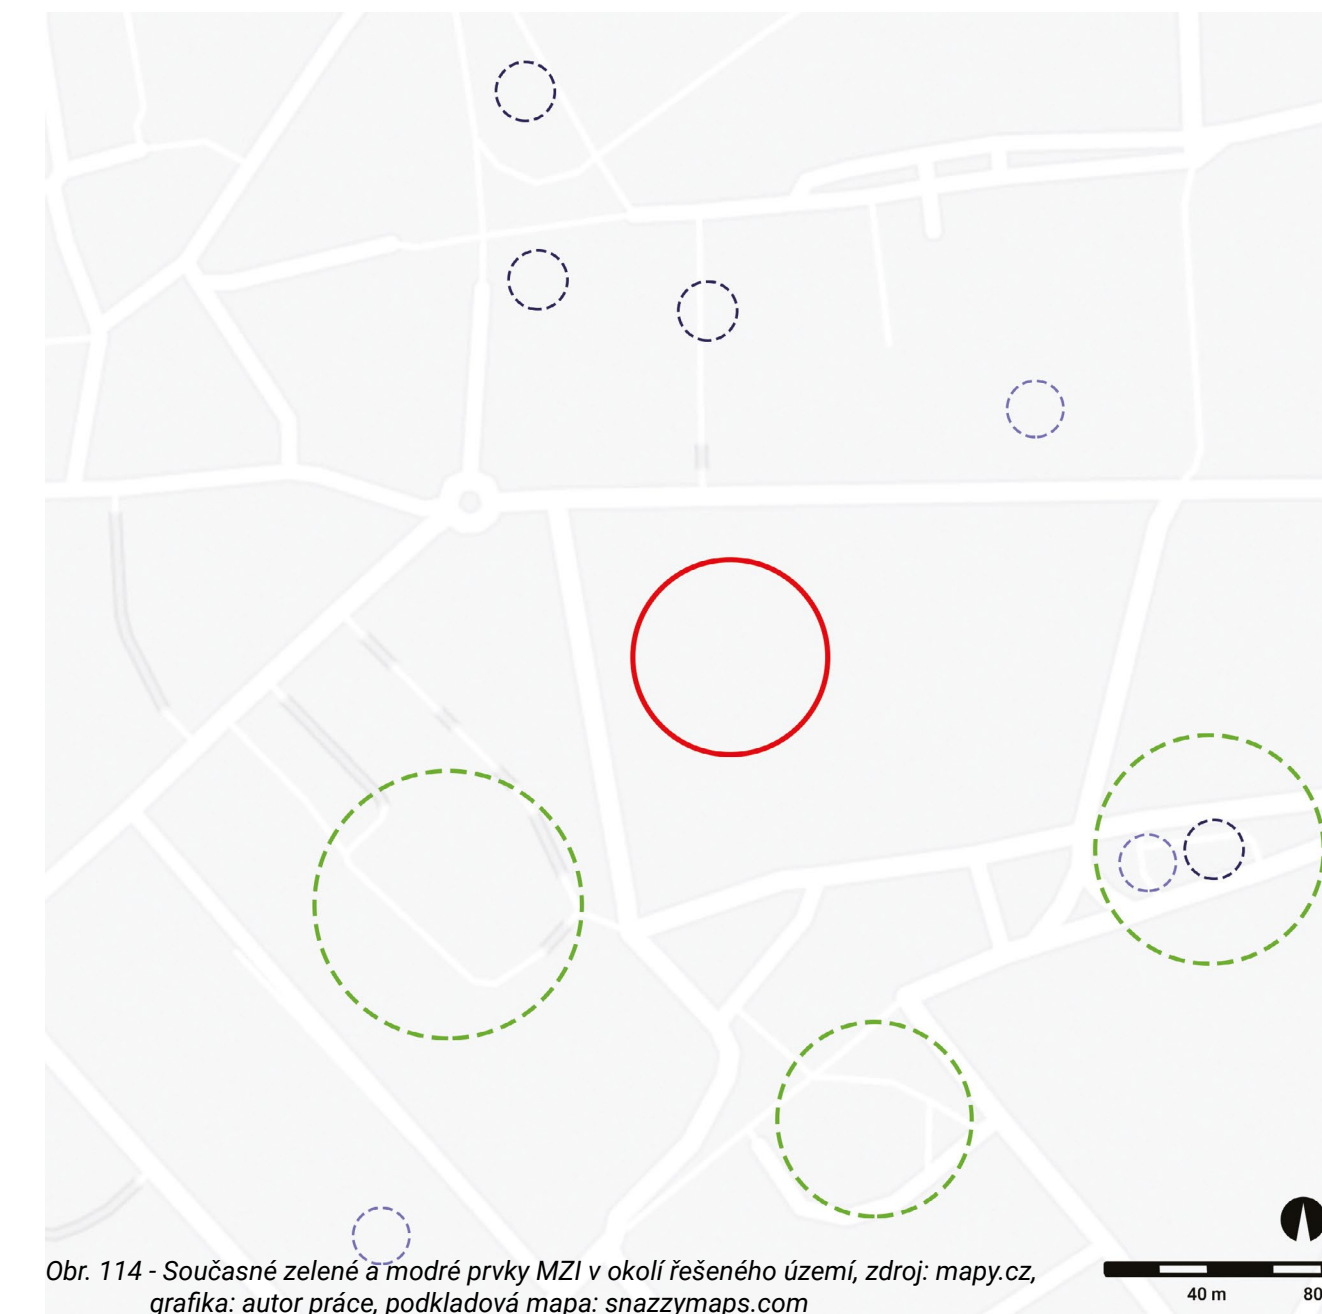 40 m
80
Obr. 114 - Současné zelené a modré prvky MZI v okolí řešeného území, zdroj: mapy.cz,
grafika: autor práce, podkladová mapa: snazzymaps.com